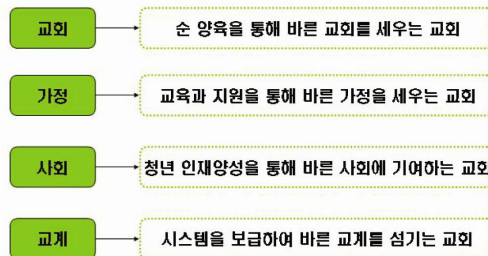 교회
순 양육을 통해 바른 교회를 세우는 교회
가정
교육과 지원을 통해 바른 가정을 세우는 교회
사회
청년 인재양성을 통해 바른 사회에 기여하는 교회
교계
시스템을 보급하여 바른 교계를 섬기는 교회